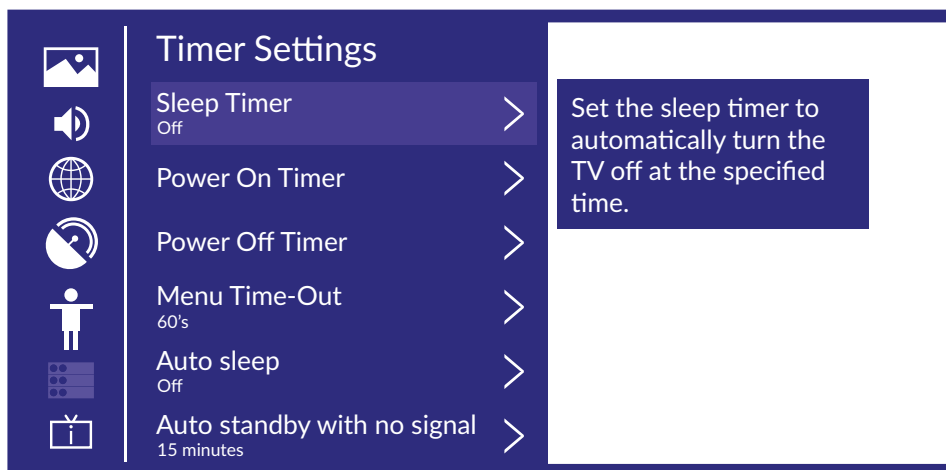 Timer Settings
Sleep Timer
Off
Set the sleep timer to
automatically turn the
TV off at the specified
time.
Power On Timer
Power Off Timer
Menu Time-Out
60's
Auto sleep
Off
Auto standby with no signal
15 minutes
i